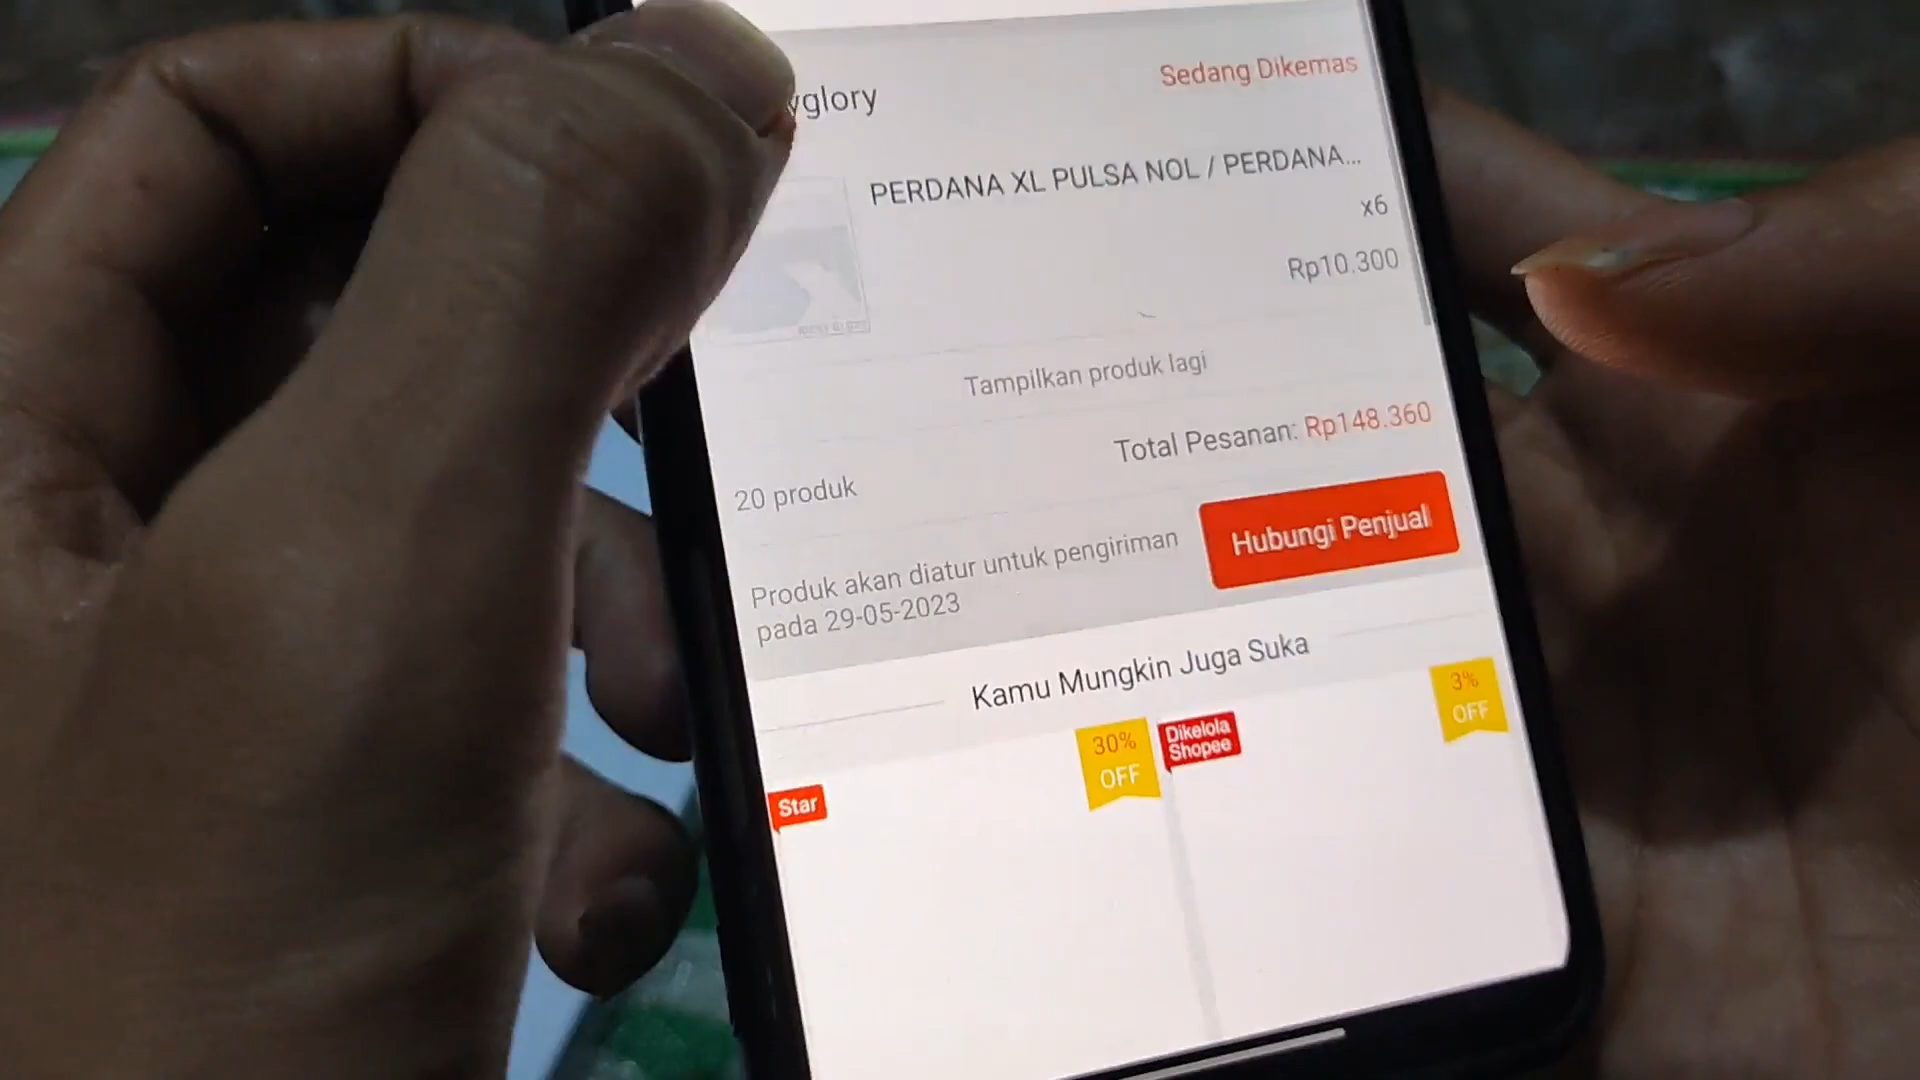 yglory
Sedang Dikemas
PERDANA XL PULSA NOL / PERDANA...
x6
Rp10.300
Tampilkan produk lagi
20 produk
Total Pesanan: Rp148.360
Produk akan diatur untuk pengiriman
pada 29-05-2023
Hubungi Penjual
Kamu Mungkin Juga Suka
Star
30%
OFF
Dikelola
Shopee
3%
OFF